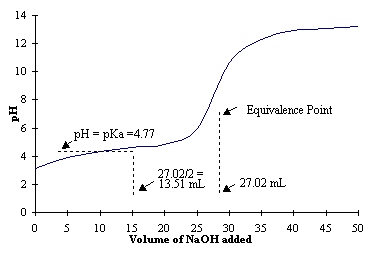 14
12
10
8
6
4
2
0
pH
Equivalence Point
pH = pKa =4.77
27.02/2 =
13.51 mL
27.02 mL
0 5 10 15 20 25 30 35 40 45 50
Volume of NaOH added